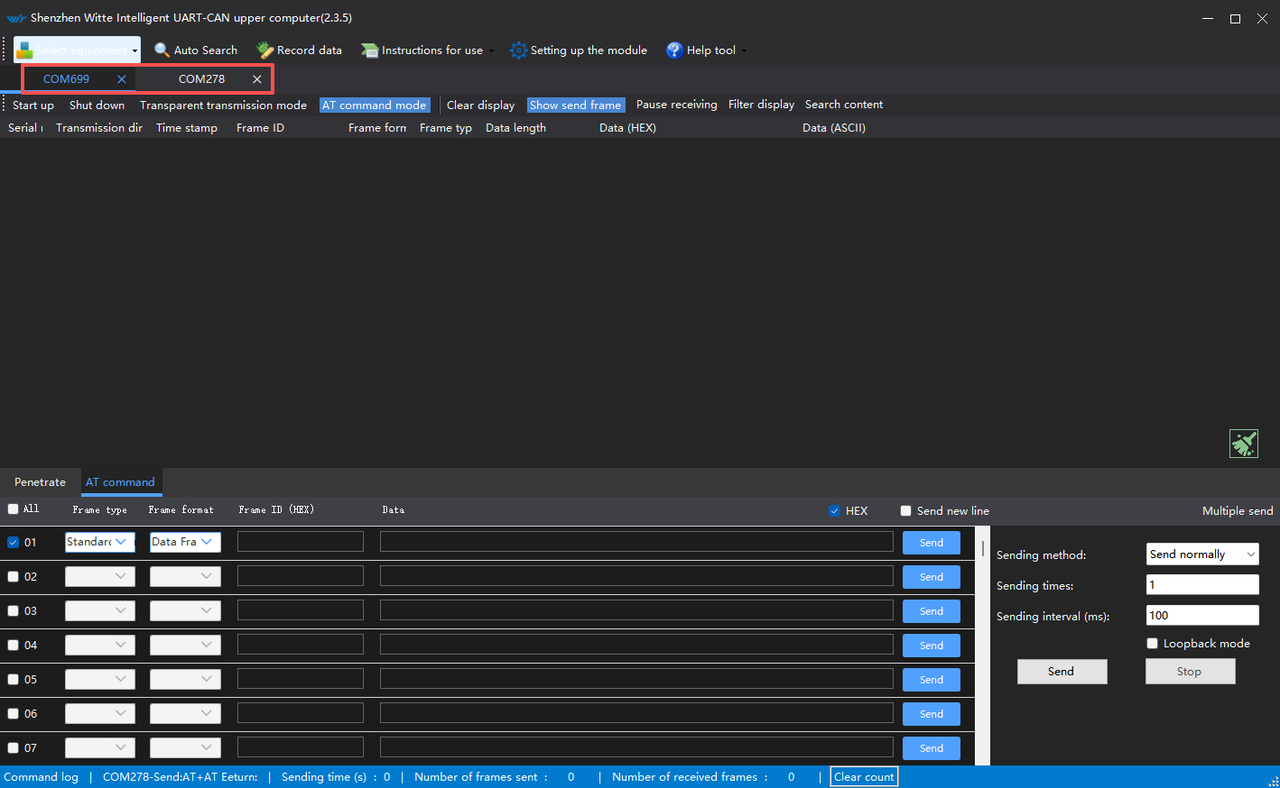 Shenzhen Witte Intelligent UART-CAN upper computer(2.3.5)
Select equipment Auto Search Record data Instructions for use Setting up the module Help tool
COM699 COM278
Start up Shut down Transparent transmission mode AT command mode Clear display Show send frame Pause receiving Filter display Search content
Serial Transmission dir Time stamp Frame ID Frame forn Frame typ Data length Data (HEX) Data (ASCII)
Penetrate AT command
All Frame type Frame format Frame ID (HEX) Data HEX Send new line Multiple send
01 Standard Data Fra Send
02 Send
03 Send
04 Send
05 Send
06 Send
07 Send
Sending method: Send normally
Sending times: 1
Sending interval (ms): 100
Loopback mode
Send Stop
Command log | COM278-Send:AT+AT Eeturn: | Sending time (s) : 0 | Number of frames sent : 0 | Number of received frames : 0 | Clear count